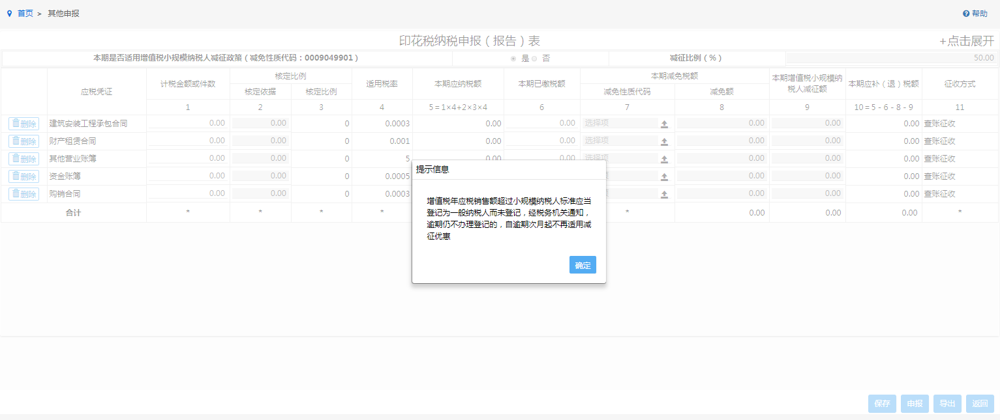 首页 > 其他申报
帮助
印花税纳税申报（报告）表
+点击展开
本期是否适用增值税小规模纳税人减征政策（减免性质代码：0009049901） 是 否 减征比例（%） 50.00
应税凭证 计税金额或件数 核定比例 适用税率 本期应纳税额 本期已缴税额 本期减免税额 本期增值税小规模纳税人减征额 本期应补（退）税额 征收方式
核定依据 核定比例 减免性质代码 减免额
1 2 3 4 5=1×4+2×3×4 6 7 8 9 10=5-6-8-9 11
删除 建筑安装工程承包合同 0.00 0.00 0 0.0003 0.00 0.00 选择项 0.00 0.00 0.00 查账征收
删除 财产租赁合同 0.00 0.00 0 0.001 0.00 0.00 选择项 0.00 0.00 0.00 查账征收
删除 其他营业账簿 0.00 0.00 0 5 0.00 0.00 选择项 0.00 0.00 0.00 查账征收
删除 资金账簿 0.00 0.00 0 0.0005 0.00 0.00 0.00 查账征收
删除 购销合同 0.00 0.00 0 0.0003 0.00 0.00 0.00 查账征收
合计 * * * * * 0.00 0.00 0.00 *
提示信息
增值税年应税销售额超过小规模纳税人标准应当
登记为一般纳税人而未登记，经税务机关通知，
逾期仍不办理登记的，自逾期次月起不再适用减
征优惠
确定
保存 申报 导出 返回